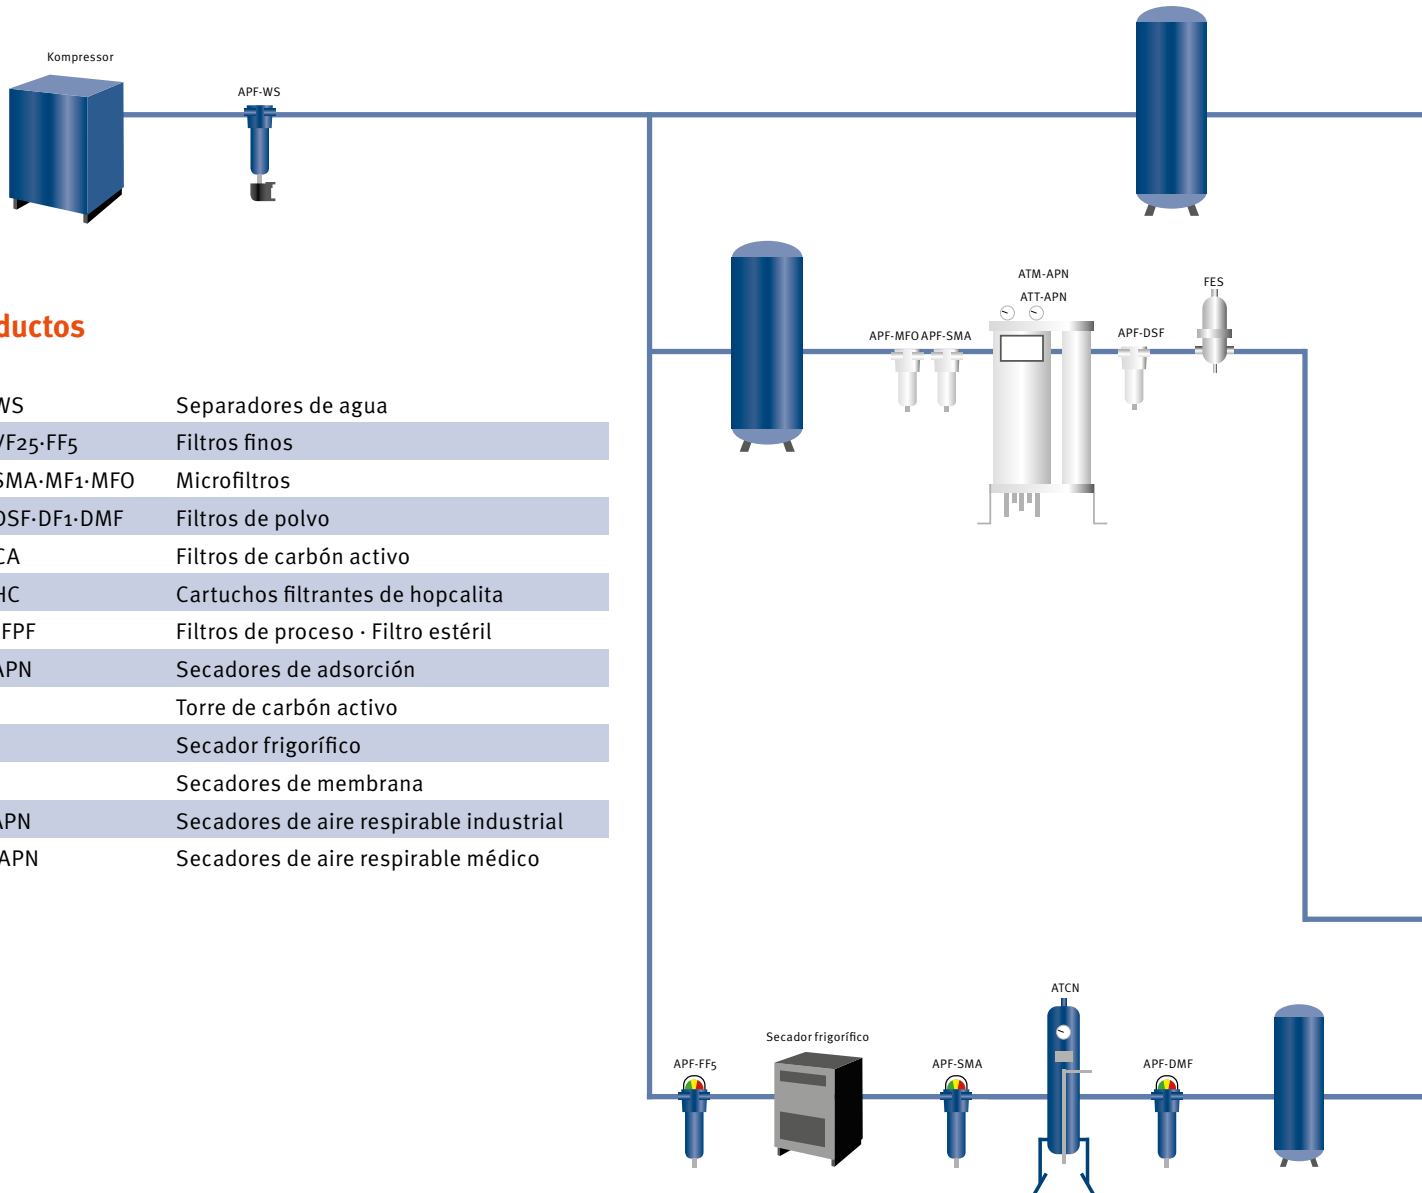 Kompressor
APF-WS
ATM-APN
ATT-APN
FES
APF-MFO APF-SMA
APF-DSF
ductos
WS Separadores de agua
VF25·FF5 Filtros finos
SMA·MF1·MFO Microfiltros
DSF·DF1·DMF Filtros de polvo
CA Filtros de carbón activo
HC Cartuchos filtrantes de hopcalita
FPF Filtros de proceso · Filtro estéril
APN Secadores de adsorción
Torre de carbón activo
Secador frigorífico
Secadores de membrana
APN Secadores de aire respirable industrial
APN Secadores de aire respirable médico
ATCN
Secador frigorífico
APF-FF5
APF-SMA
APF-DMF